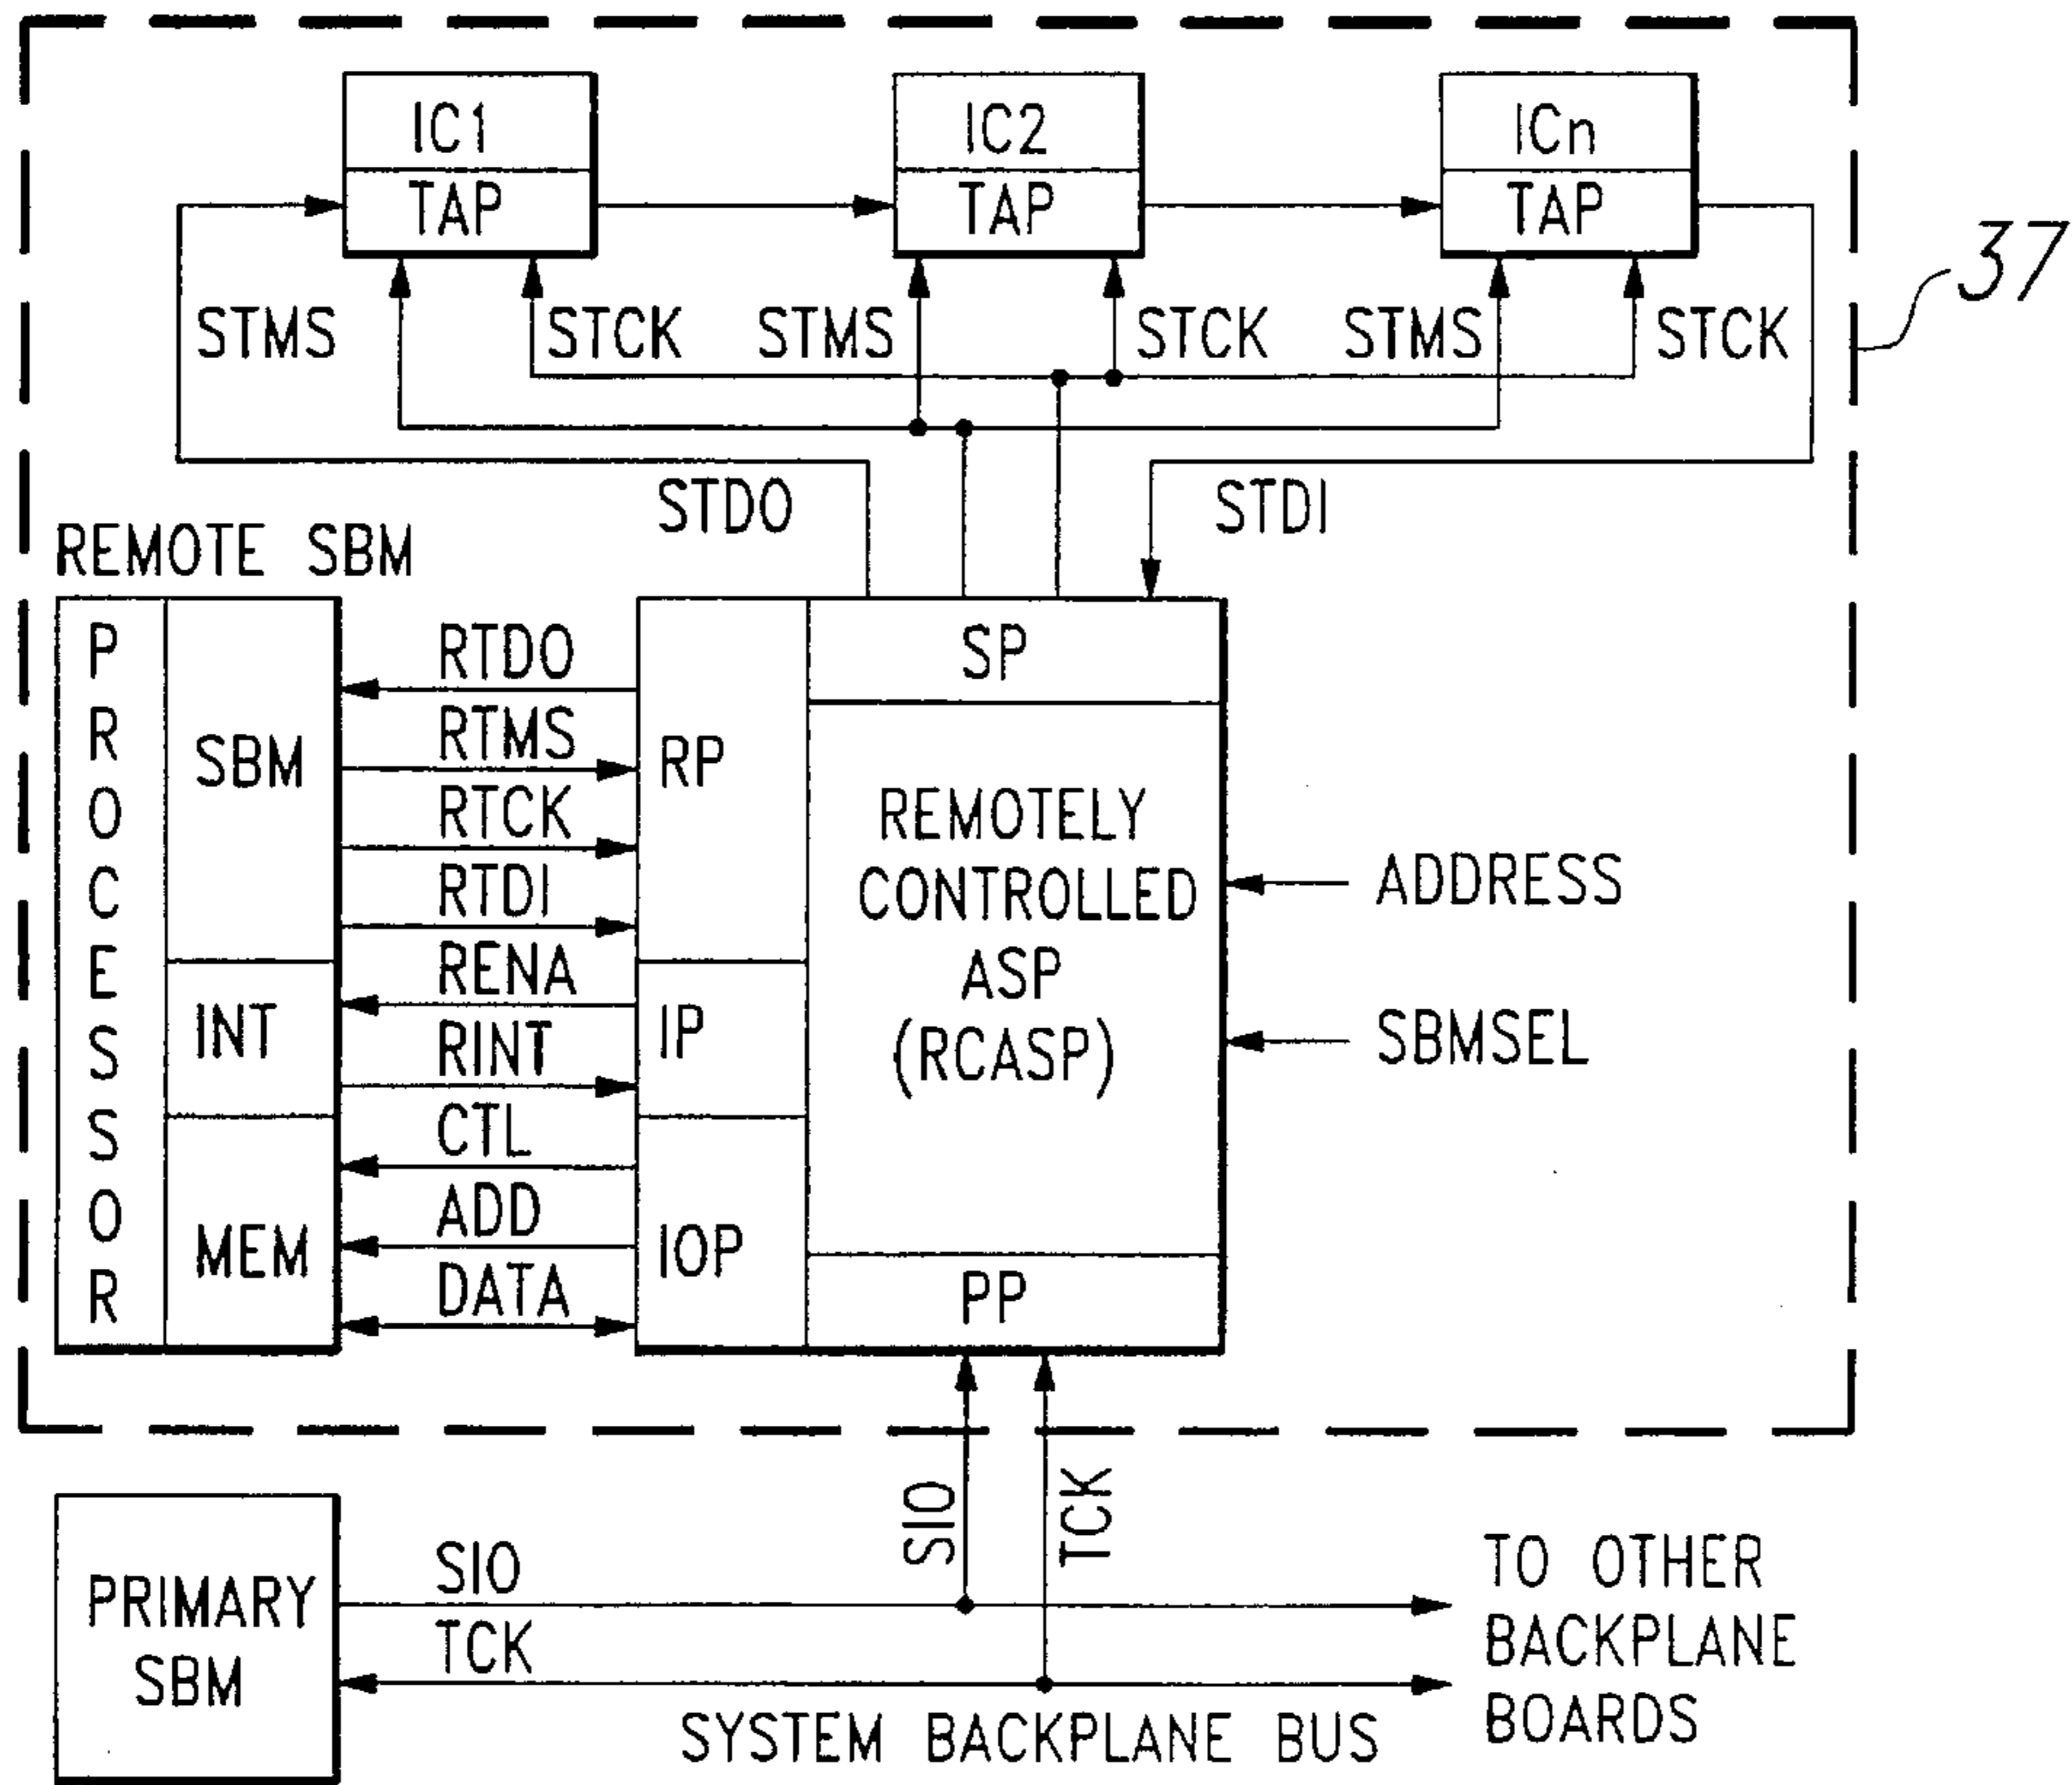 IC1
TAP
IC2
TAP
ICn
TAP
37
STMS
STCK
STMS
STCK
STMS
STCK
STDO
STDI
REMOTE SBM
PROCESSOR
SBM
INT
MEM
RTDO
RTMS
RTCK
RTDI
RENA
RINT
CTL
ADD
DATA
RP
IP
IOP
SP
REMOTELY
CONTROLLED
ASP
(RCASP)
PP
ADDRESS
SBMSEL
SIO
TCK
PRIMARY
SBM
SIO
TCK
SYSTEM BACKPLANE BUS
TO OTHER
BACKPLANE
BOARDS